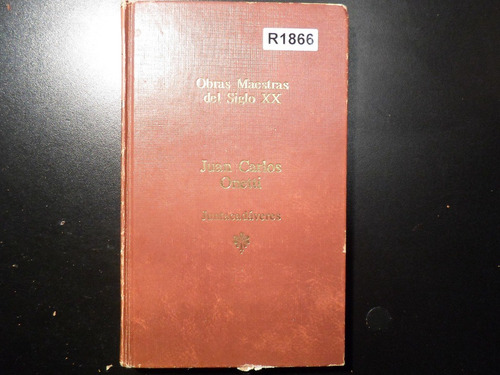 R1866
Obras Maestras
del Siglo XX
Juan Carlos
Onetti
Juntacadáveres